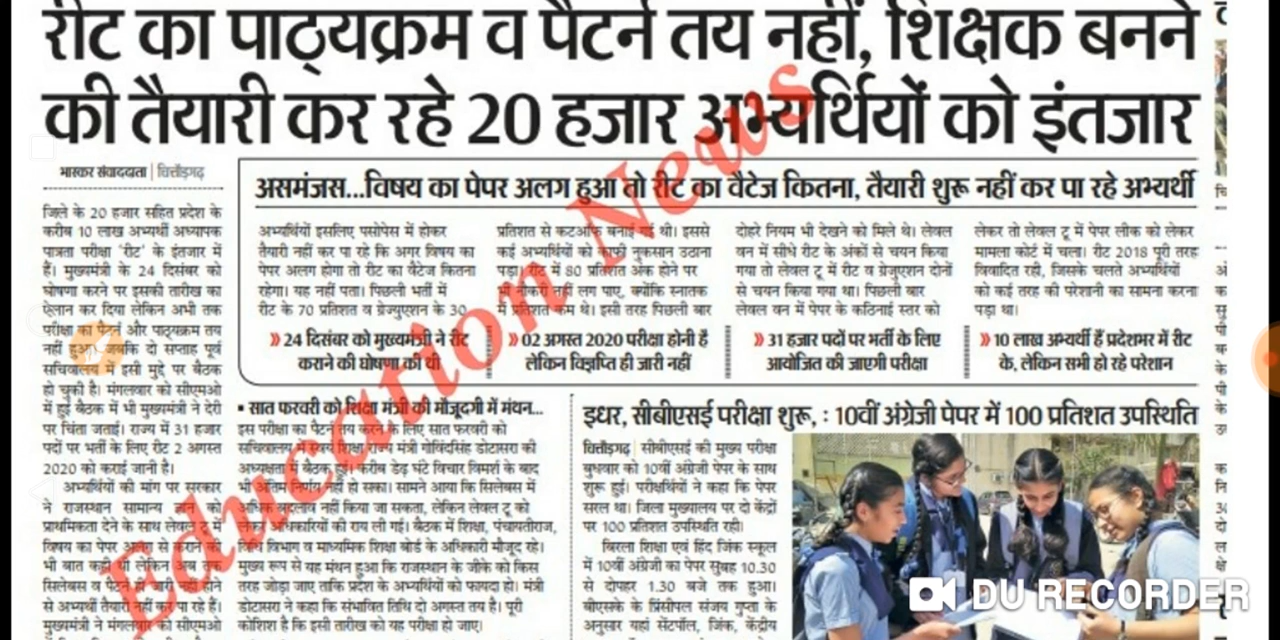 रीट का पाठ्यक्रम व पैटर्न तय नहीं, शिक्षक बनने
की तैयारी कर रहे 20 हजार अभ्यर्थियों को इंतजार
भास्कर संवाददाता | चित्तौड़गढ़
जिले के 20 हजार सहित प्रदेश के
करीब 10 लाख अभ्यर्थी अध्यापक
पात्रता परीक्षा 'रीट' के इंतजार में
हैं। मुख्यमंत्री के 24 दिसंबर को
घोषणा करने पर इसकी तारीख का
ऐलान कर दिया लेकिन अभी तक
परीक्षा का पैटर्न और पाठ्यक्रम तय
नहीं हुआ। जबकि दो सप्ताह पूर्व
सचिवालय में इसी मुद्दे पर बैठक
हो चुकी है। मंगलवार को सीएमओ
में हुई बैठक में भी मुख्यमंत्री ने देरी
पर चिंता जताई। राज्य में 31 हजार
पदों पर भर्ती के लिए रीट 2 अगस्त
2020 को कराई जानी है।
अभ्यर्थियों की मांग पर सरकार
ने राजस्थान सामान्य ज्ञान को
प्राथमिकता देने के साथ लेवल टू में
विषय का पेपर अलग से कराने की
भी बात कही थी लेकिन अब तक
सिलेबस व पैटर्न ही जारी नहीं होने
से अभ्यर्थी तैयारी नहीं कर पा रहे हैं।
मुख्यमंत्री ने मंगलवार को सीएमओ
असमंजस...विषय का पेपर अलग हुआ तो रीट का वैटेज कितना, तैयारी शुरू नहीं कर पा रहे अभ्यर्थी
अभ्यर्थियों इसलिए पसोपेस में होकर
तैयारी नहीं कर पा रहे कि अगर विषय का
पेपर अलग होगा तो रीट का वैटेज कितना
रहेगा। यह नहीं पता। पिछली भर्ती में
रीट के 70 प्रतिशत व ग्रेज्युएशन के 30
प्रतिशत से कटऑफ बनाई गई थी। इससे
कई अभ्यर्थियों को काफी नुकसान उठाना
पड़ा। रीट में 80 प्रतिशत अंक होने पर
भी नौकरी नहीं लग पाए, क्योंकि स्नातक
में प्रतिशत कम थे। इसी तरह पिछली बार
दोहरे नियम भी देखने को मिले थे। लेवल
वन में सीधे रीट के अंकों से चयन किया
गया तो लेवल टू में रीट व ग्रेजुएशन दोनों
से चयन किया गया था। पिछली बार
लेवल वन में पेपर के कठिनाई स्तर को
लेकर तो लेवल टू में पेपर लीक को लेकर
मामला कोर्ट में चला। रीट 2018 पूरी तरह
विवादित रही, जिसके चलते अभ्यर्थियों
को कई तरह की परेशानी का सामना करना
पड़ा था।
» 24 दिसंबर को मुख्यमंत्री ने रीट
कराने की घोषणा की थी
» 02 अगस्त 2020 परीक्षा होनी है
लेकिन विज्ञप्ति ही जारी नहीं
» 31 हजार पदों पर भर्ती के लिए
आयोजित की जाएगी परीक्षा
» 10 लाख अभ्यर्थी हैं प्रदेशभर में रीट
के, लेकिन सभी हो रहे परेशान
▪ सात फरवरी को शिक्षा मंत्री की मौजूदगी में मंथन...
इस परीक्षा का पैटर्न तय करने के लिए सात फरवरी को
सचिवालय में स्वयं शिक्षा राज्य मंत्री गोविंदसिंह डोटासरा की
अध्यक्षता में बैठक हुई। करीब डेढ़ घंटे विचार विमर्श के बाद
भी अंतिम निर्णय नहीं हो सका। सामने आया कि सिलेबस में
अधिक बदलाव नहीं किया जा सकता, लेकिन लेवल टू को
लेकर अधिकारियों की राय ली गई। बैठक में शिक्षा, पंचायतीराज,
विधि विभाग व माध्यमिक शिक्षा बोर्ड के अधिकारी मौजूद रहे।
मुख्य रूप से यह मंथन हुआ कि राजस्थान के जीके को किस
तरह जोड़ा जाए ताकि प्रदेश के अभ्यर्थियों को फायदा हो। मंत्री
डोटासरा ने कहा कि संभावित तिथि दो अगस्त तय है। पूरी
कोशिश है कि इसी तारीख को यह परीक्षा हो जाए।
इधर, सीबीएसई परीक्षा शुरू, : 10वीं अंग्रेजी पेपर में 100 प्रतिशत उपस्थिति
चित्तौड़गढ़ | सीबीएसई की मुख्य परीक्षा
बुधवार को 10वीं अंग्रेजी पेपर के साथ
शुरू हुई। परीक्षर्थियों ने कहा कि पेपर
सरल था। जिला मुख्यालय पर दो केंद्रों
पर 100 प्रतिशत उपस्थिति रही।
बिरला शिक्षा एवं हिंद जिंक स्कूल
में 10वीं अंग्रेजी का पेपर सुबह 10.30
से दोपहर 1.30 बजे तक हुआ।
बीएसके के प्रिंसीपल संजय गुप्ता के
अनुसार यहां सेंटपॉल, जिंक, केंद्रीय
Education News
DU RECORDER